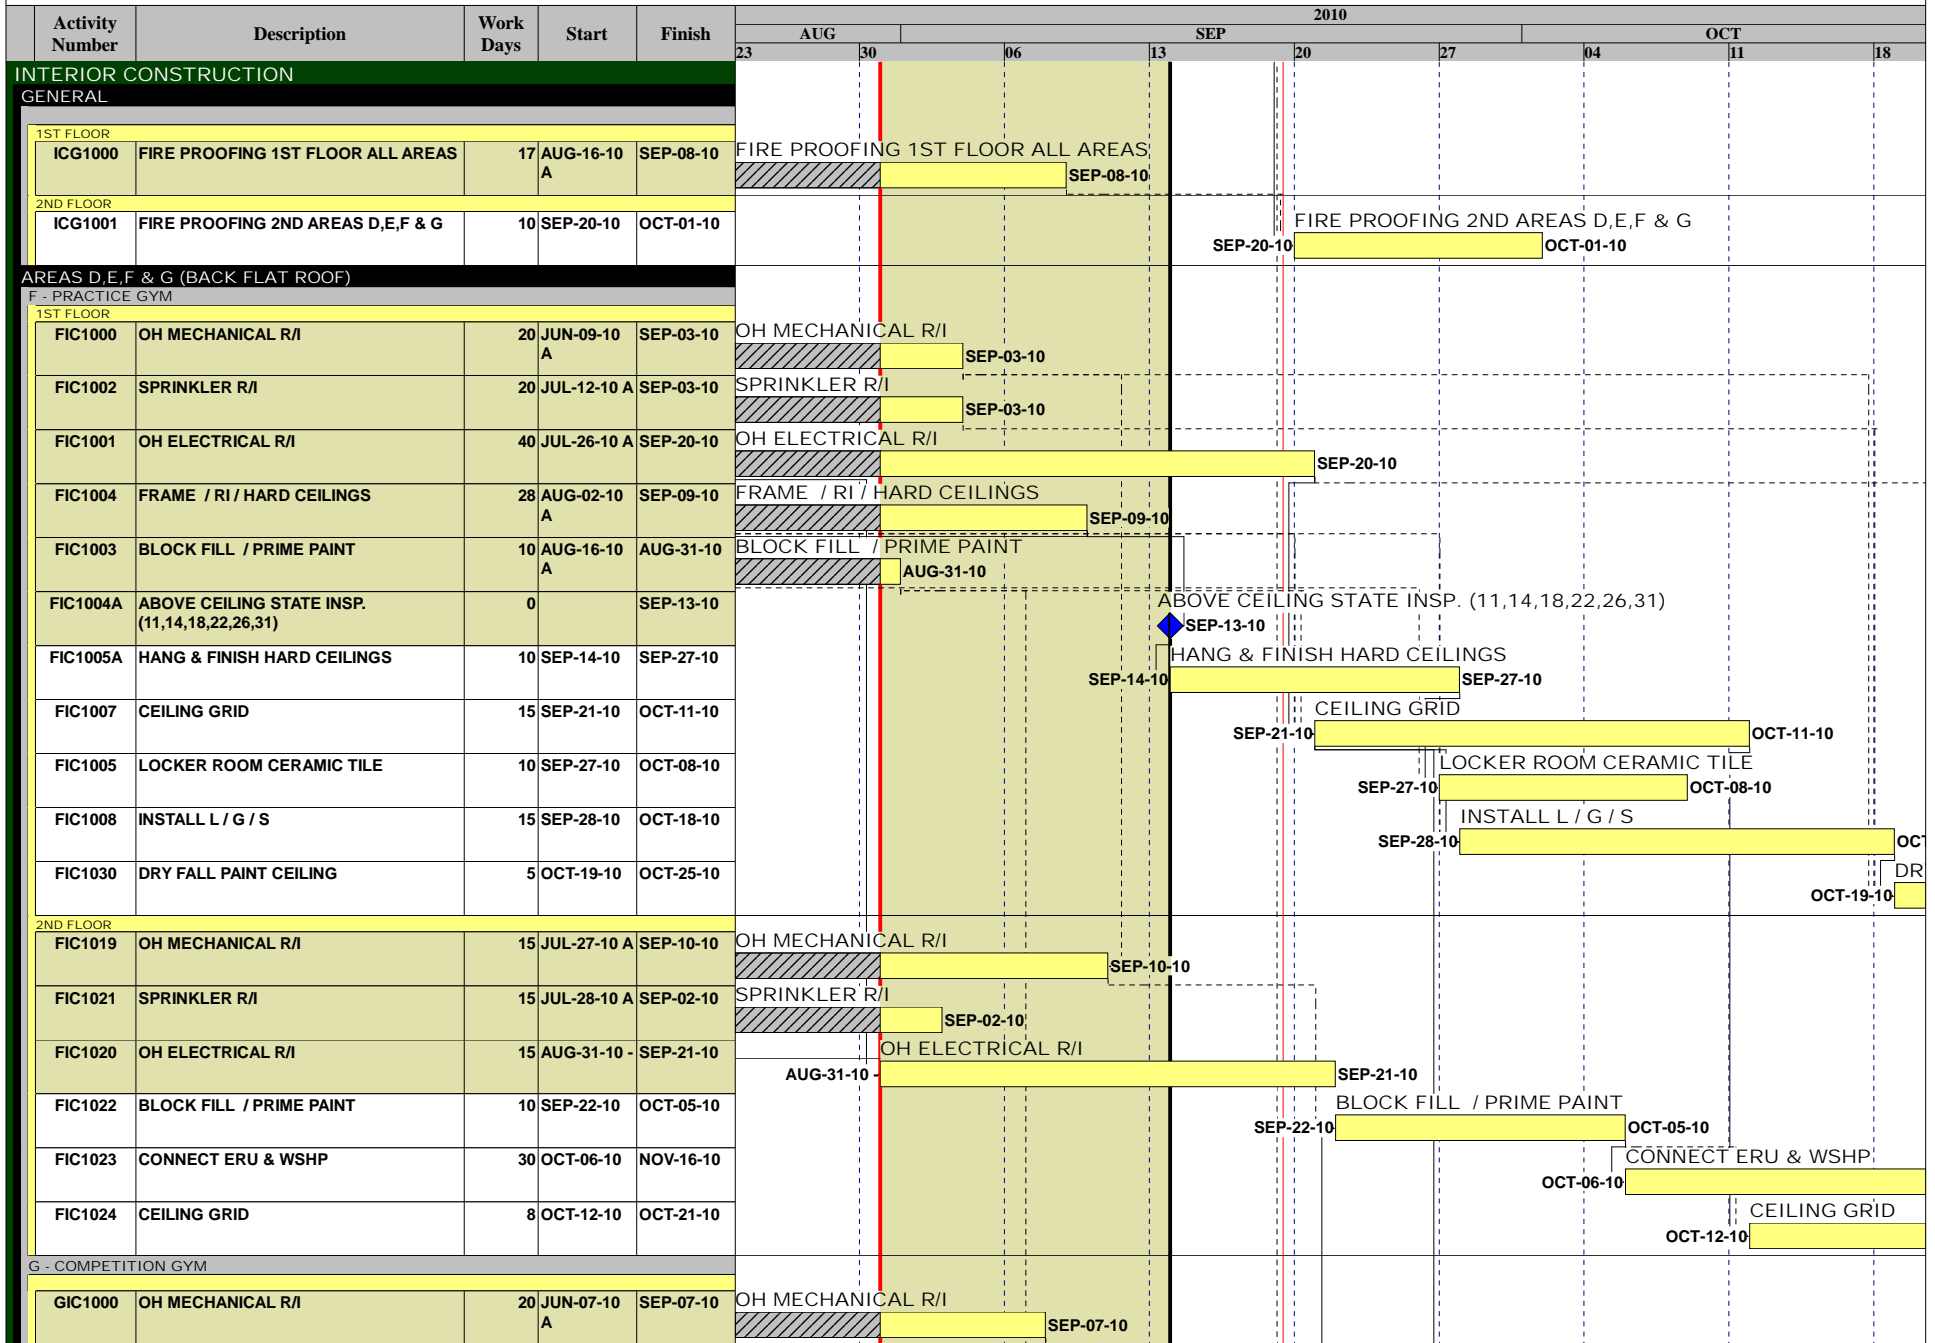 2010
Activity Number Description Work Days Start Finish AUG SEP OCT
23 30 06 13 20 27 04 11 18
INTERIOR CONSTRUCTION
GENERAL
1ST FLOOR
ICG1000 FIRE PROOFING 1ST FLOOR ALL AREAS 17 AUG-16-10 A SEP-08-10 FIRE PROOFING 1ST FLOOR ALL AREAS
SEP-08-10
2ND FLOOR
ICG1001 FIRE PROOFING 2ND AREAS D,E,F & G 10 SEP-20-10 OCT-01-10 FIRE PROOFING 2ND AREAS D,E,F & G
SEP-20-10 OCT-01-10
AREAS D,E,F & G (BACK FLAT ROOF)
F - PRACTICE GYM
1ST FLOOR
FIC1000 OH MECHANICAL R/I 20 JUN-09-10 A SEP-03-10 OH MECHANICAL R/I
SEP-03-10
FIC1002 SPRINKLER R/I 20 JUL-12-10 A SEP-03-10 SPRINKLER R/I
SEP-03-10
FIC1001 OH ELECTRICAL R/I 40 JUL-26-10 A SEP-20-10 OH ELECTRICAL R/I
SEP-20-10
FIC1004 FRAME / RI / HARD CEILINGS 28 AUG-02-10 A SEP-09-10 FRAME / RI / HARD CEILINGS
SEP-09-10
FIC1003 BLOCK FILL / PRIME PAINT 10 AUG-16-10 A AUG-31-10 BLOCK FILL / PRIME PAINT
AUG-31-10
FIC1004A ABOVE CEILING STATE INSP. (11,14,18,22,26,31) 0 SEP-13-10 ABOVE CEILING STATE INSP. (11,14,18,22,26,31)
SEP-13-10
FIC1005A HANG & FINISH HARD CEILINGS 10 SEP-14-10 SEP-27-10 HANG & FINISH HARD CEILINGS
SEP-14-10 SEP-27-10
FIC1007 CEILING GRID 15 SEP-21-10 OCT-11-10 CEILING GRID
SEP-21-10 OCT-11-10
FIC1005 LOCKER ROOM CERAMIC TILE 10 SEP-27-10 OCT-08-10 LOCKER ROOM CERAMIC TILE
SEP-27-10 OCT-08-10
FIC1008 INSTALL L / G / S 15 SEP-28-10 OCT-18-10 INSTALL L / G / S
SEP-28-10 OCT
FIC1030 DRY FALL PAINT CEILING 5 OCT-19-10 OCT-25-10 DR
OCT-19-10
2ND FLOOR
FIC1019 OH MECHANICAL R/I 15 JUL-27-10 A SEP-10-10 OH MECHANICAL R/I
SEP-10-10
FIC1021 SPRINKLER R/I 15 JUL-28-10 A SEP-02-10 SPRINKLER R/I
SEP-02-10
FIC1020 OH ELECTRICAL R/I 15 AUG-31-10 - SEP-21-10 OH ELECTRICAL R/I
AUG-31-10 - SEP-21-10
FIC1022 BLOCK FILL / PRIME PAINT 10 SEP-22-10 OCT-05-10 BLOCK FILL / PRIME PAINT
SEP-22-10 OCT-05-10
FIC1023 CONNECT ERU & WSHP 30 OCT-06-10 NOV-16-10 CONNECT ERU & WSHP
OCT-06-10
FIC1024 CEILING GRID 8 OCT-12-10 OCT-21-10 CEILING GRID
OCT-12-10
G - COMPETITION GYM
GIC1000 OH MECHANICAL R/I 20 JUN-07-10 A SEP-07-10 OH MECHANICAL R/I
SEP-07-10